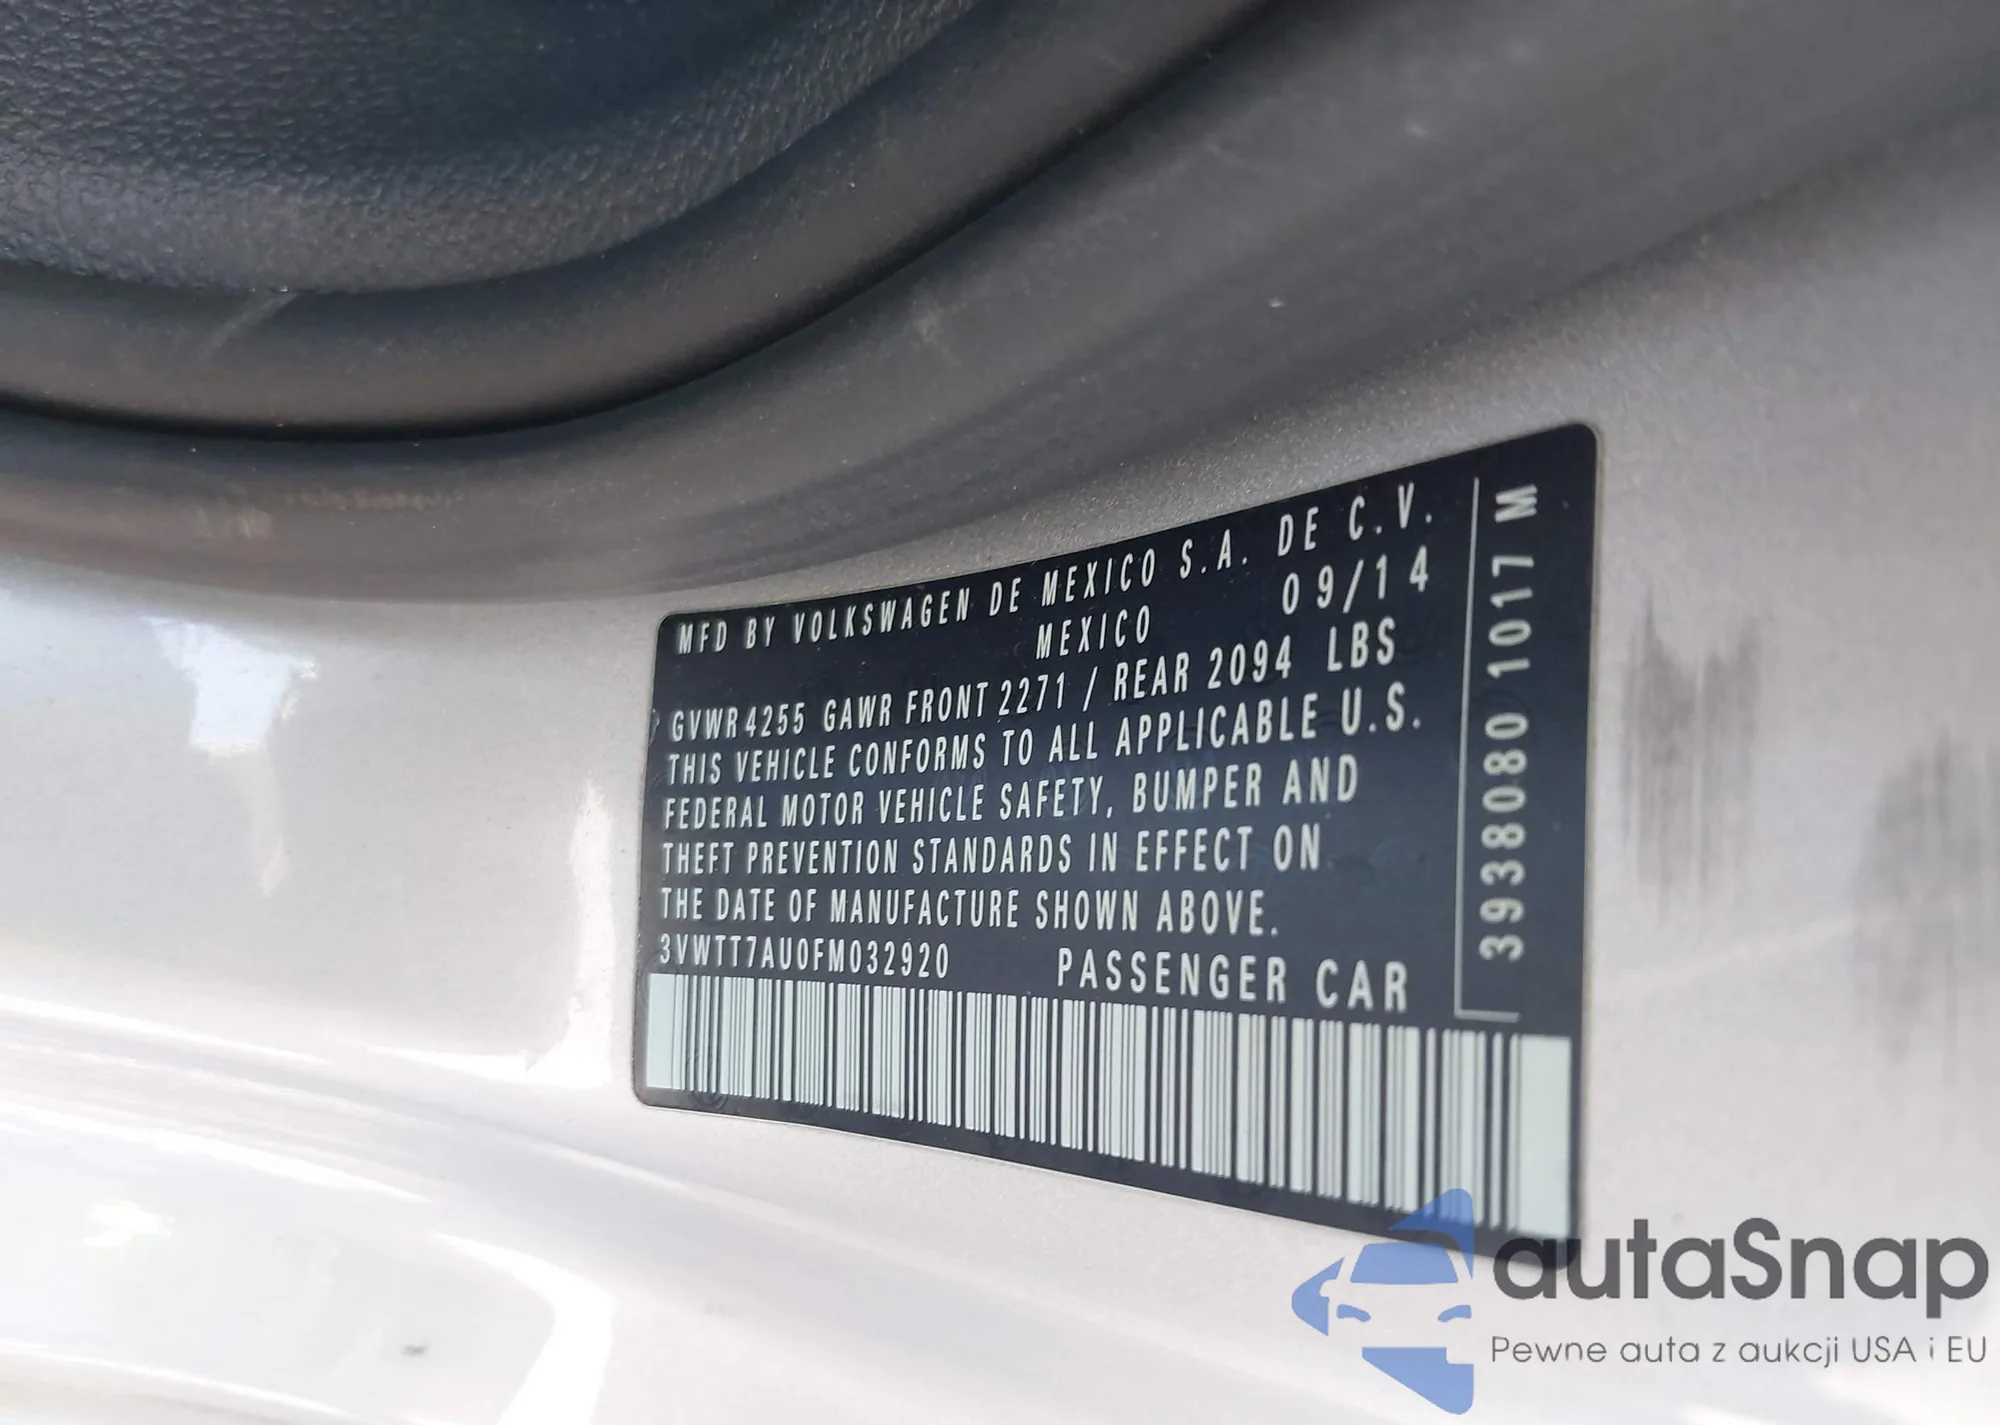 MFD BY VOLKSWAGEN DE MEXICO S.A. DE C.V.
MEXICO 09/14
GVWR 4255 GAWR FRONT 2271 / REAR 2094 LBS
THIS VEHICLE CONFORMS TO ALL APPLICABLE U.S.
FEDERAL MOTOR VEHICLE SAFETY, BUMPER AND
THEFT PREVENTION STANDARDS IN EFFECT ON
THE DATE OF MANUFACTURE SHOWN ABOVE.
3VWTT7AU0FM032920 PASSENGER CAR
3938080 1017 M
autaSnap
Pewne auta z aukcji USA i EU